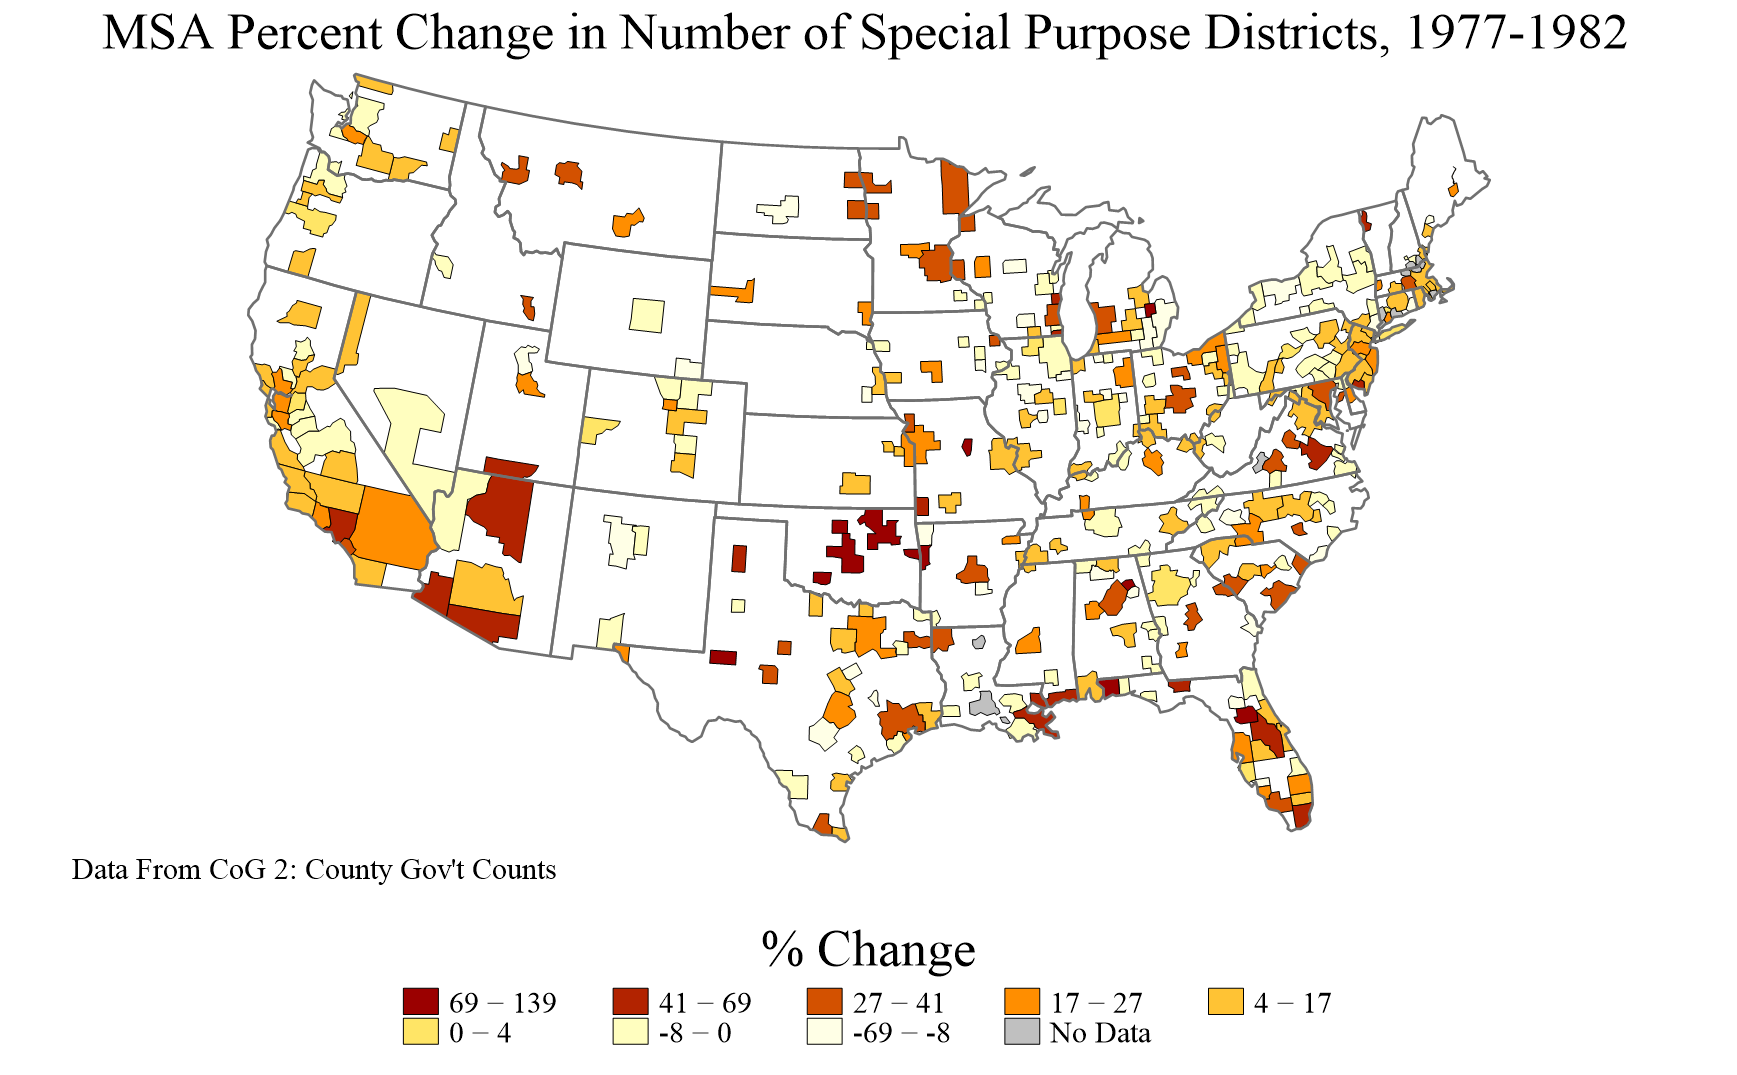 MSA Percent Change in Number of Special Purpose Districts, 1977-1982
Data From CoG 2: County Gov't Counts
% Change
69 − 139 41 − 69 27 − 41 17 − 27 4 − 17
0 − 4 -8 − 0 -69 − -8 No Data